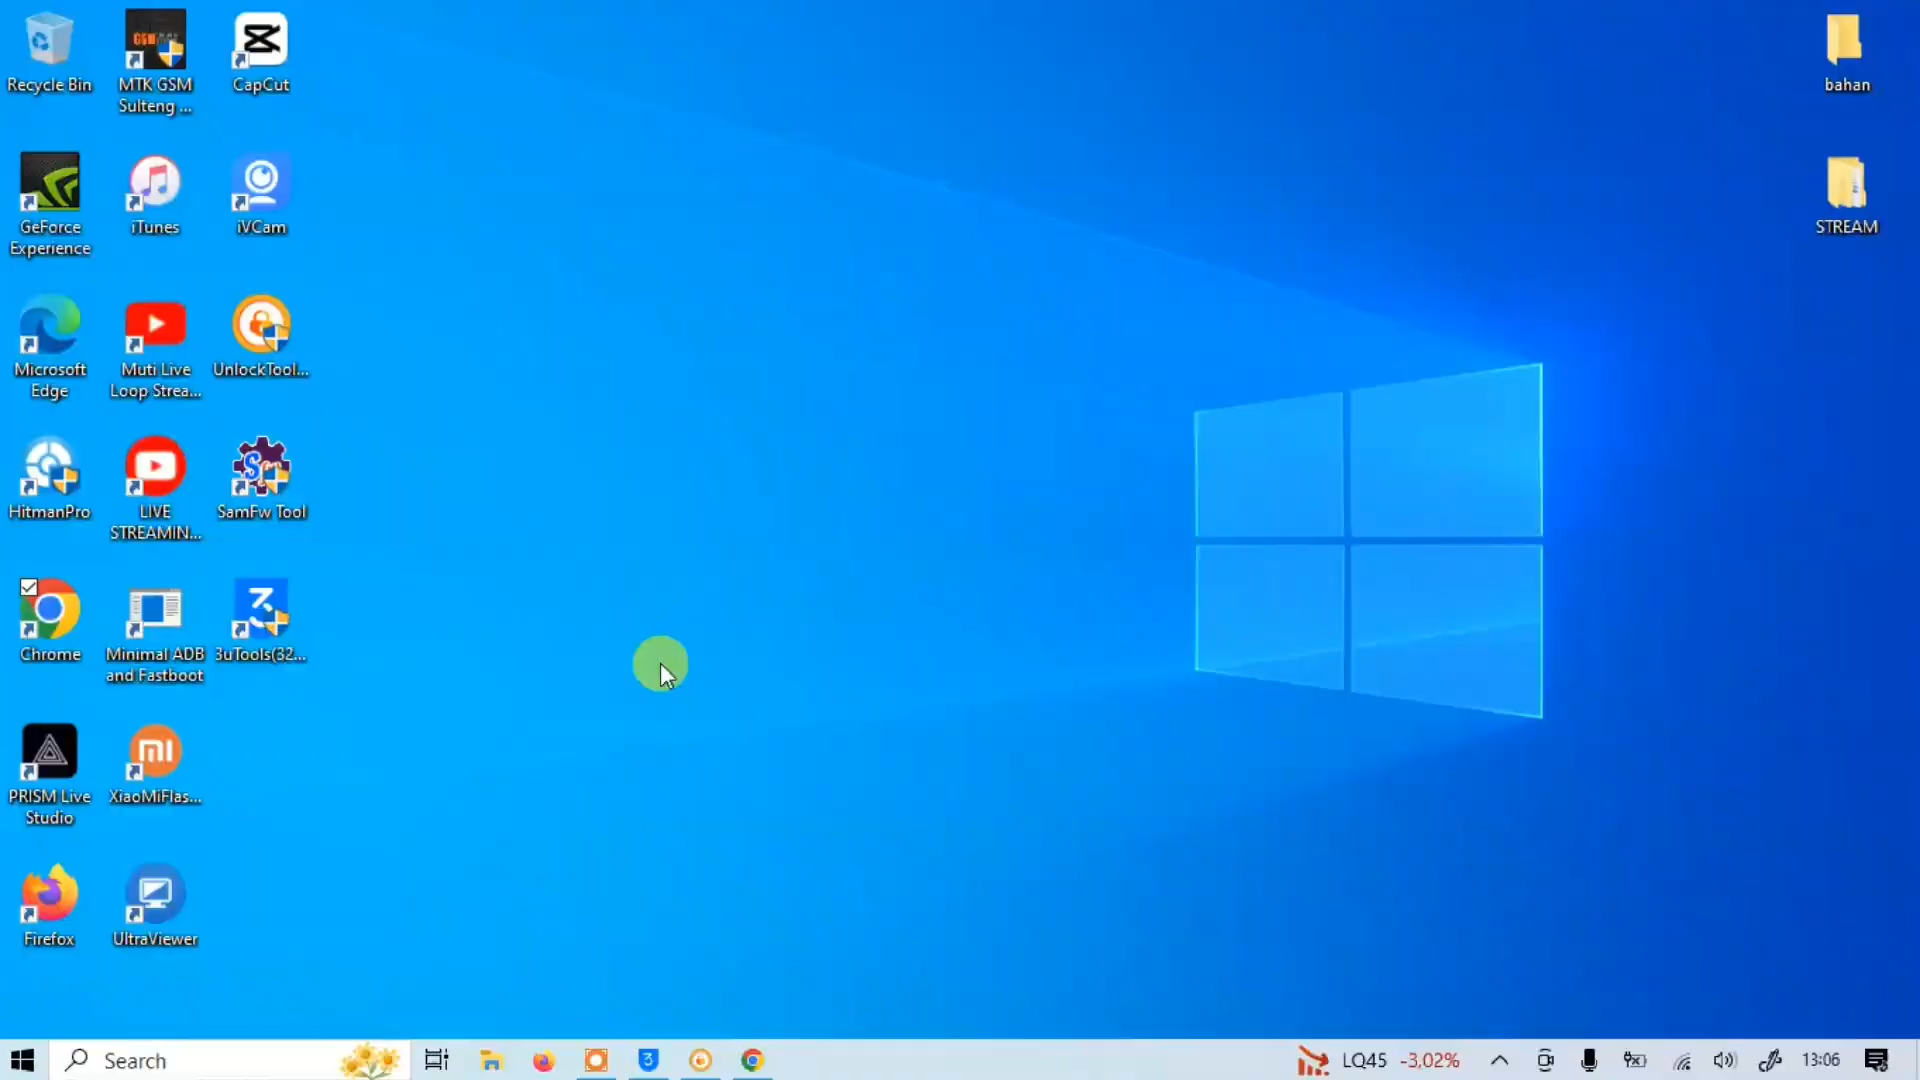 Recycle Bin
MTK GSM
Sulteng ...
CapCut
GeForce
Experience
iTunes
iVCam
Microsoft
Edge
Muti Live
Loop Strea...
UnlockTool...
HitmanPro
LIVE
STREAMIN...
SamFw Tool
Chrome
Minimal ADB
and Fastboot
3uTools(32...
PRISM Live
Studio
XiaoMiFlas...
Firefox
UltraViewer
bahan
STREAM
Search
LQ45 -3,02%
13:06